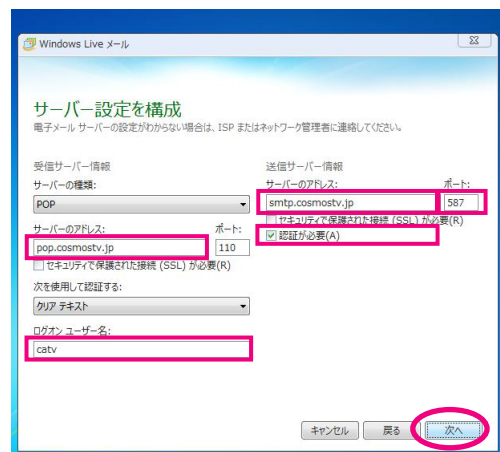 Windows Live メール
サーバー設定を構成
電子メール サーバーの設定がわからない場合は、ISP またはネットワーク管理者に連絡してください。
受信サーバー情報
サーバーの種類:
POP
サーバーのアドレス:
ポート:
pop.cosmostv.jp
110
セキュリティで保護された接続 (SSL) が必要(R)
次を使用して認証する:
クリア テキスト
ログオン ユーザー名:
catv
送信サーバー情報
サーバーのアドレス:
ポート:
smtp.cosmostv.jp
587
セキュリティで保護された接続 (SSL) が必要(R)
認証が必要(A)
キャンセル
戻る
次へ